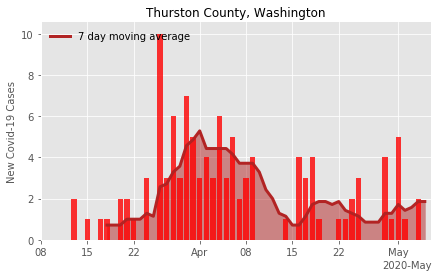 Thurston County, Washington
7 day moving average
New Covid-19 Cases
10
8
6
4
2
0
08 15 22 Apr 08 15 22 May
2020-May